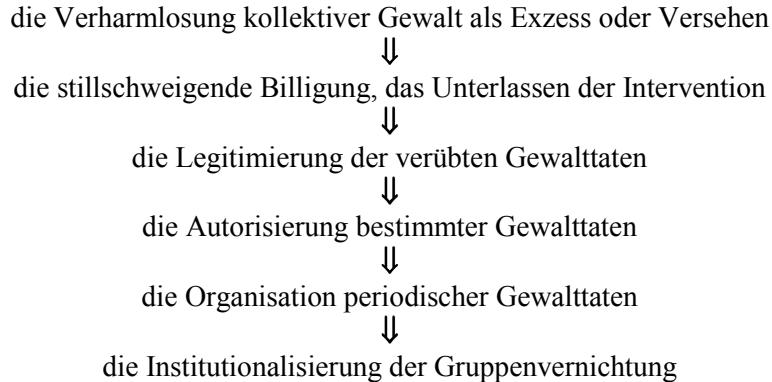 die Verharmlosung kollektiver Gewalt als Exzess oder Versehen
⇓
die stillschweigende Billigung, das Unterlassen der Intervention
⇓
die Legitimierung der verübten Gewalttaten
⇓
die Autorisierung bestimmter Gewalttaten
⇓
die Organisation periodischer Gewalttaten
⇓
die Institutionalisierung der Gruppenvernichtung